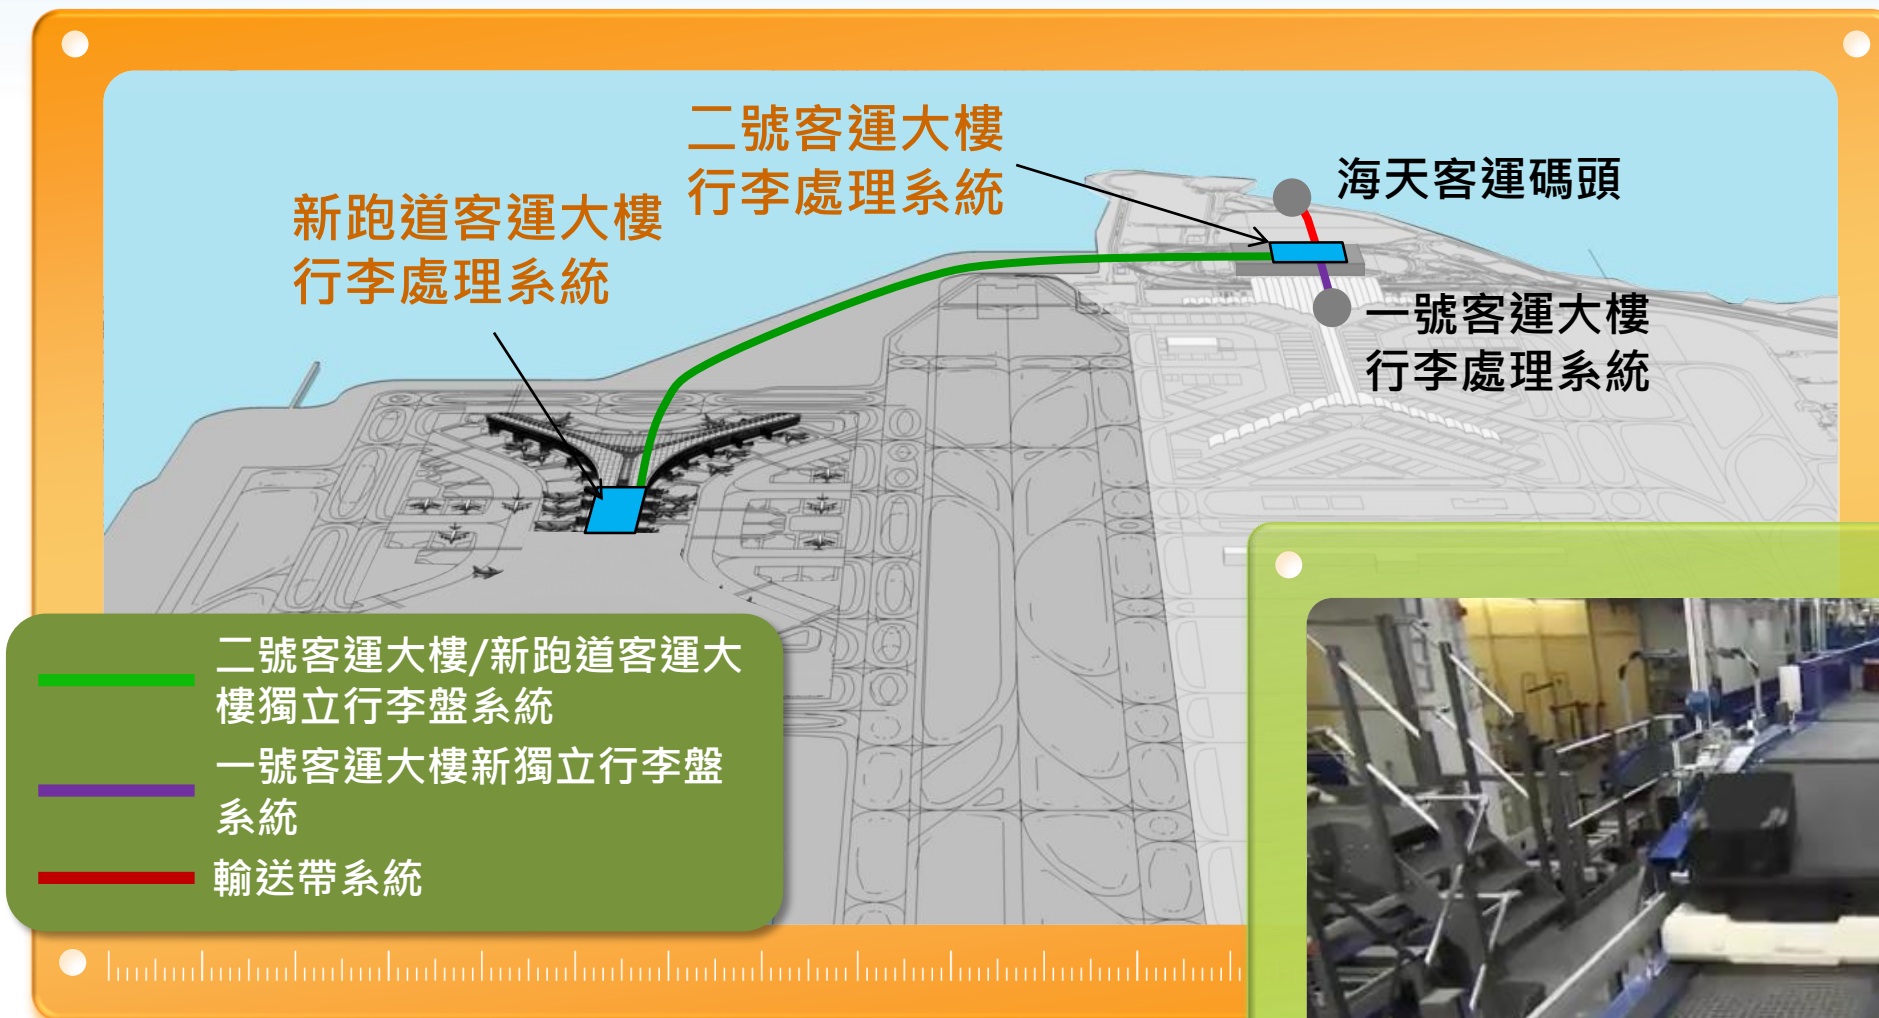 二號客運大樓
行李處理系統
新跑道客運大樓
行李處理系統
海天客運碼頭
一號客運大樓
行李處理系統
二號客運大樓/新跑道客運大
樓獨立行李盤系統
一號客運大樓新獨立行李盤
系統
輸送帶系統